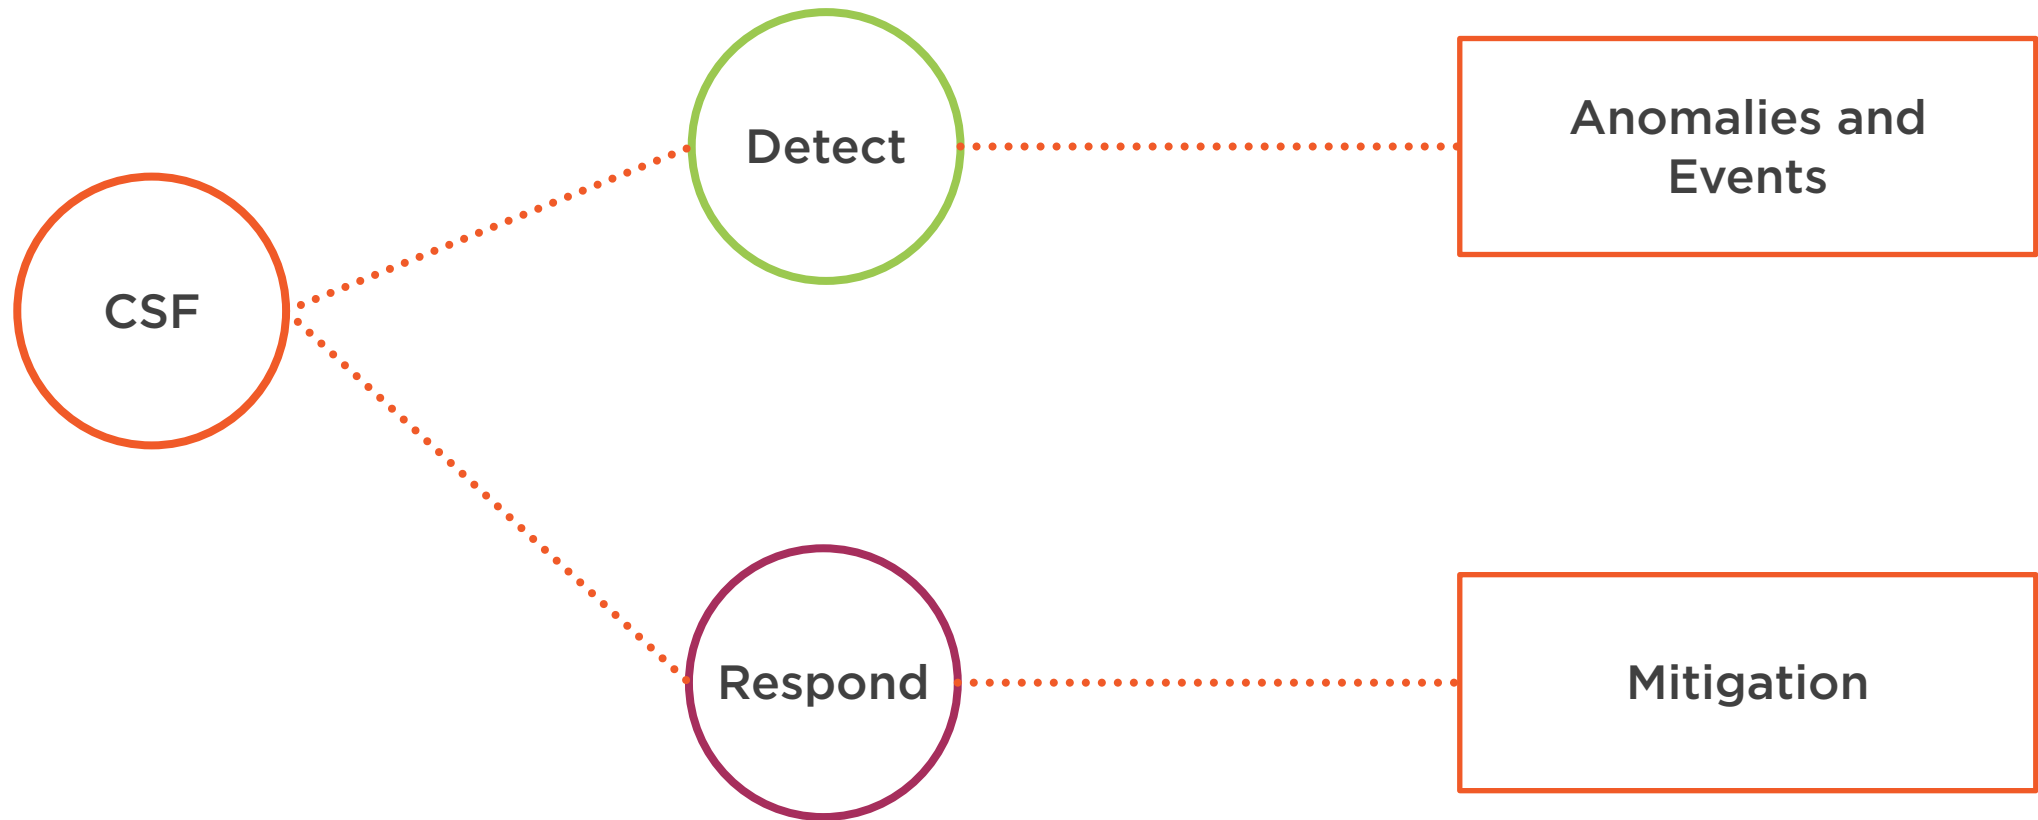 Detect
Anomalies and
Events
CSF
Respond
Mitigation